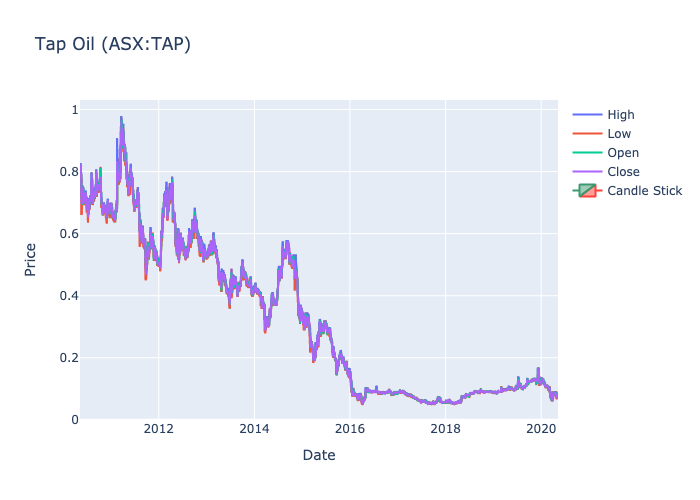 Tap Oil (ASX:TAP)
1
0.8
0.6
0.4
0.2
0
Price
2012
2014
2016
2018
2020
Date
High
Low
Open
Close
Candle Stick